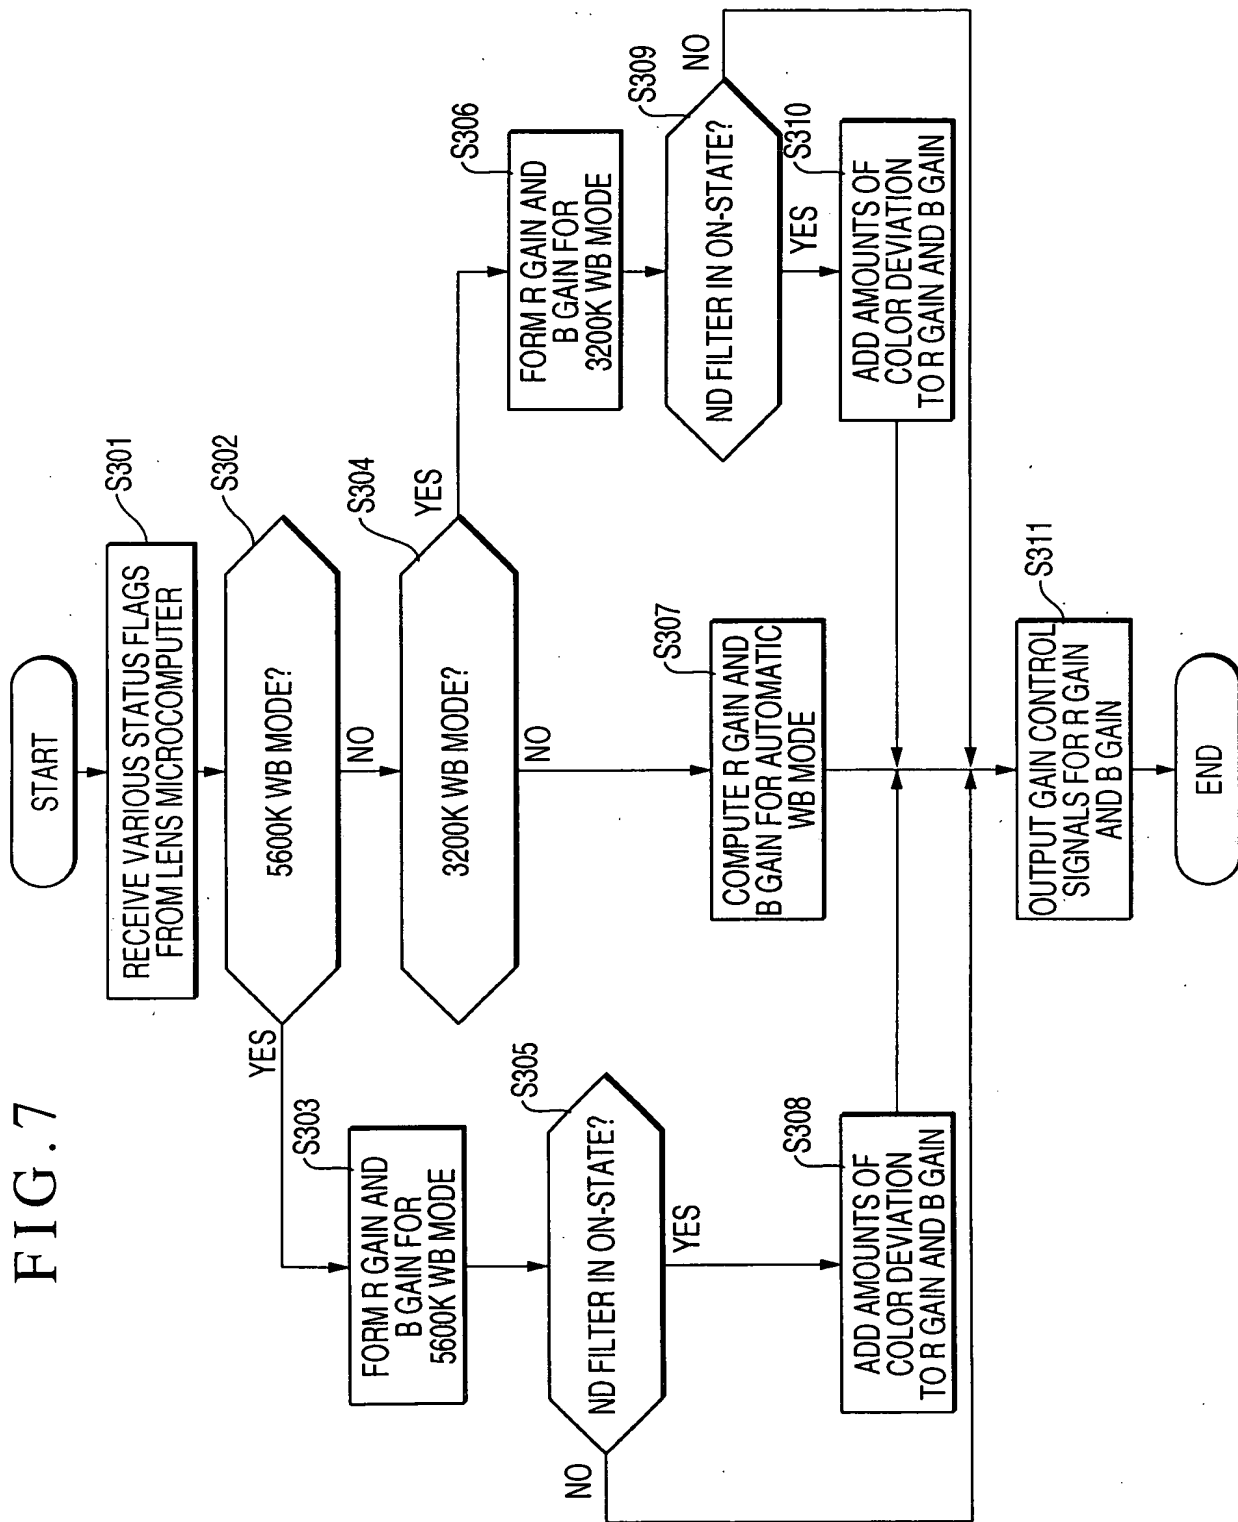 FIG.7
START
RECEIVE VARIOUS STATUS FLAGS
FROM LENS MICROCOMPUTER
S301
5600K WB MODE?
S302
YES
NO
FORM R GAIN AND
B GAIN FOR
5600K WB MODE
S303
3200K WB MODE?
S304
YES
NO
ND FILTER IN ON-STATE?
S305
NO
YES
FORM R GAIN AND
B GAIN FOR
3200K WB MODE
S306
COMPUTE R GAIN AND
B GAIN FOR AUTOMATIC
WB MODE
S307
ND FILTER IN ON-STATE?
S309
NO
YES
ADD AMOUNTS OF
COLOR DEVIATION
TO R GAIN AND B GAIN
S308
ADD AMOUNTS OF
COLOR DEVIATION
TO R GAIN AND B GAIN
S310
OUTPUT GAIN CONTROL
SIGNALS FOR R GAIN
AND B GAIN
S311
END